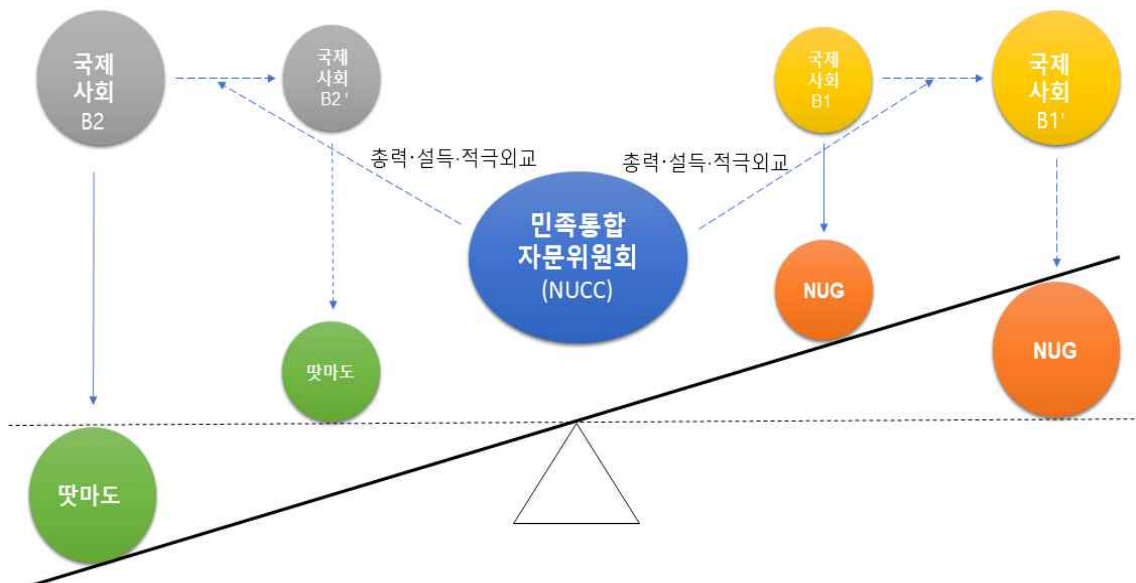 국제
사회
B2
국제
사회
B2'
국제
사회
B1
국제
사회
B1'
총력·설득·적극외교
총력·설득·적극외교
민족통합
자문위원회
(NUCC)
NUG
NUG
땃마도
땃마도